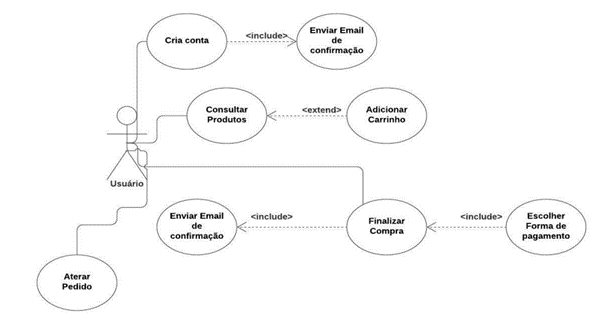 Cria conta
<include>
Enviar Email
de
confirmação
Consultar
Produtos
<extend>
Adicionar
Carrinho
Usuário
Enviar Email
de
confirmação
<include>
Finalizar
Compra
<include>
Escolher
Forma de
pagamento
Aterar
Pedido